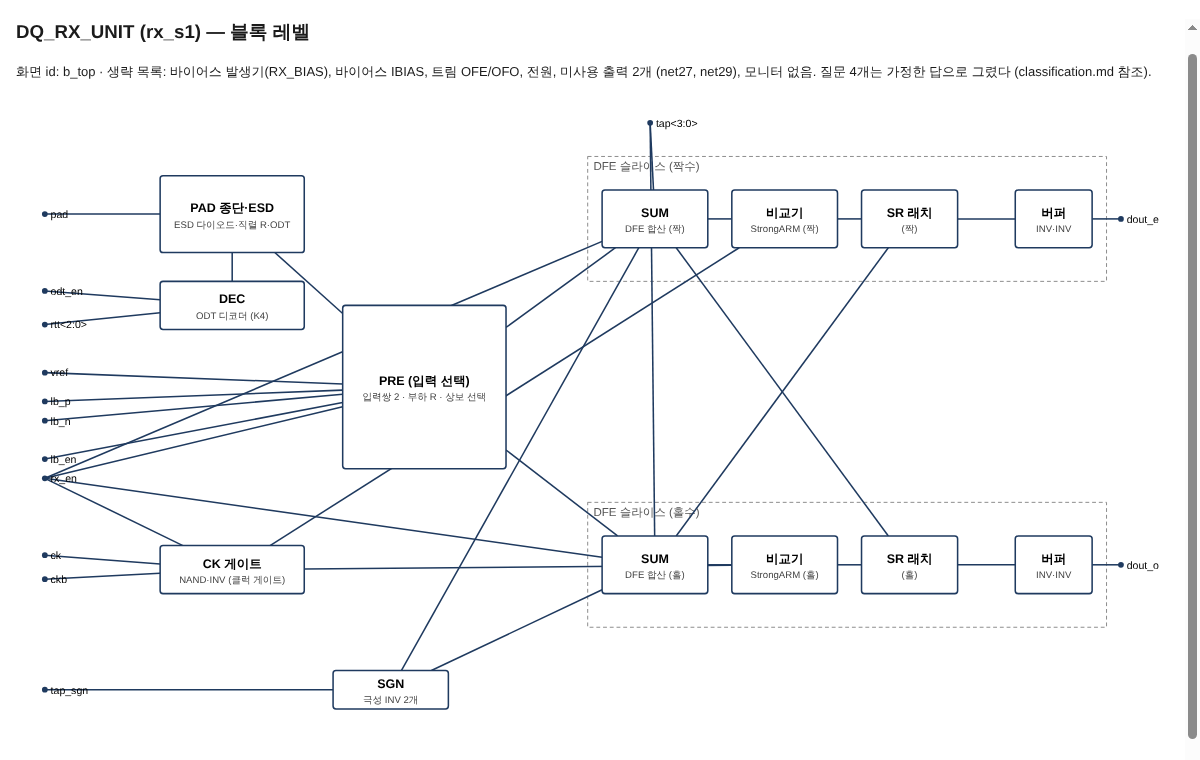 DQ_RX_UNIT (rx_s1) — 블록 레벨
화면 id: b_top · 생략 목록: 바이어스 발생기(RX_BIAS), 바이어스 IBIAS, 트림 OFE/OFO, 전원, 미사용 출력 2개 (net27, net29), 모니터 없음. 질문 4개는 가정한 답으로 그렸다 (classification.md 참조).
tap<3:0>
DFE 슬라이스 (짝수)
PAD 종단·ESD
ESD 다이오드·직렬 R·ODT
pad
SUM
DFE 합산 (짝)
비교기
StrongARM (짝)
SR 래치
(짝)
버퍼
INV·INV
dout_e
odt_en
DEC
ODT 디코더 (K4)
rtt<2:0>
vref
PRE (입력 선택)
입력쌍 2 · 부하 R · 상보 선택
lb_p
lb_n
lb_en
rx_en
DFE 슬라이스 (홀수)
ck
CK 게이트
NAND·INV (클럭 게이트)
ckb
SUM
DFE 합산 (홀)
비교기
StrongARM (홀)
SR 래치
(홀)
버퍼
INV·INV
dout_o
tap_sgn
SGN
극성 INV 2개